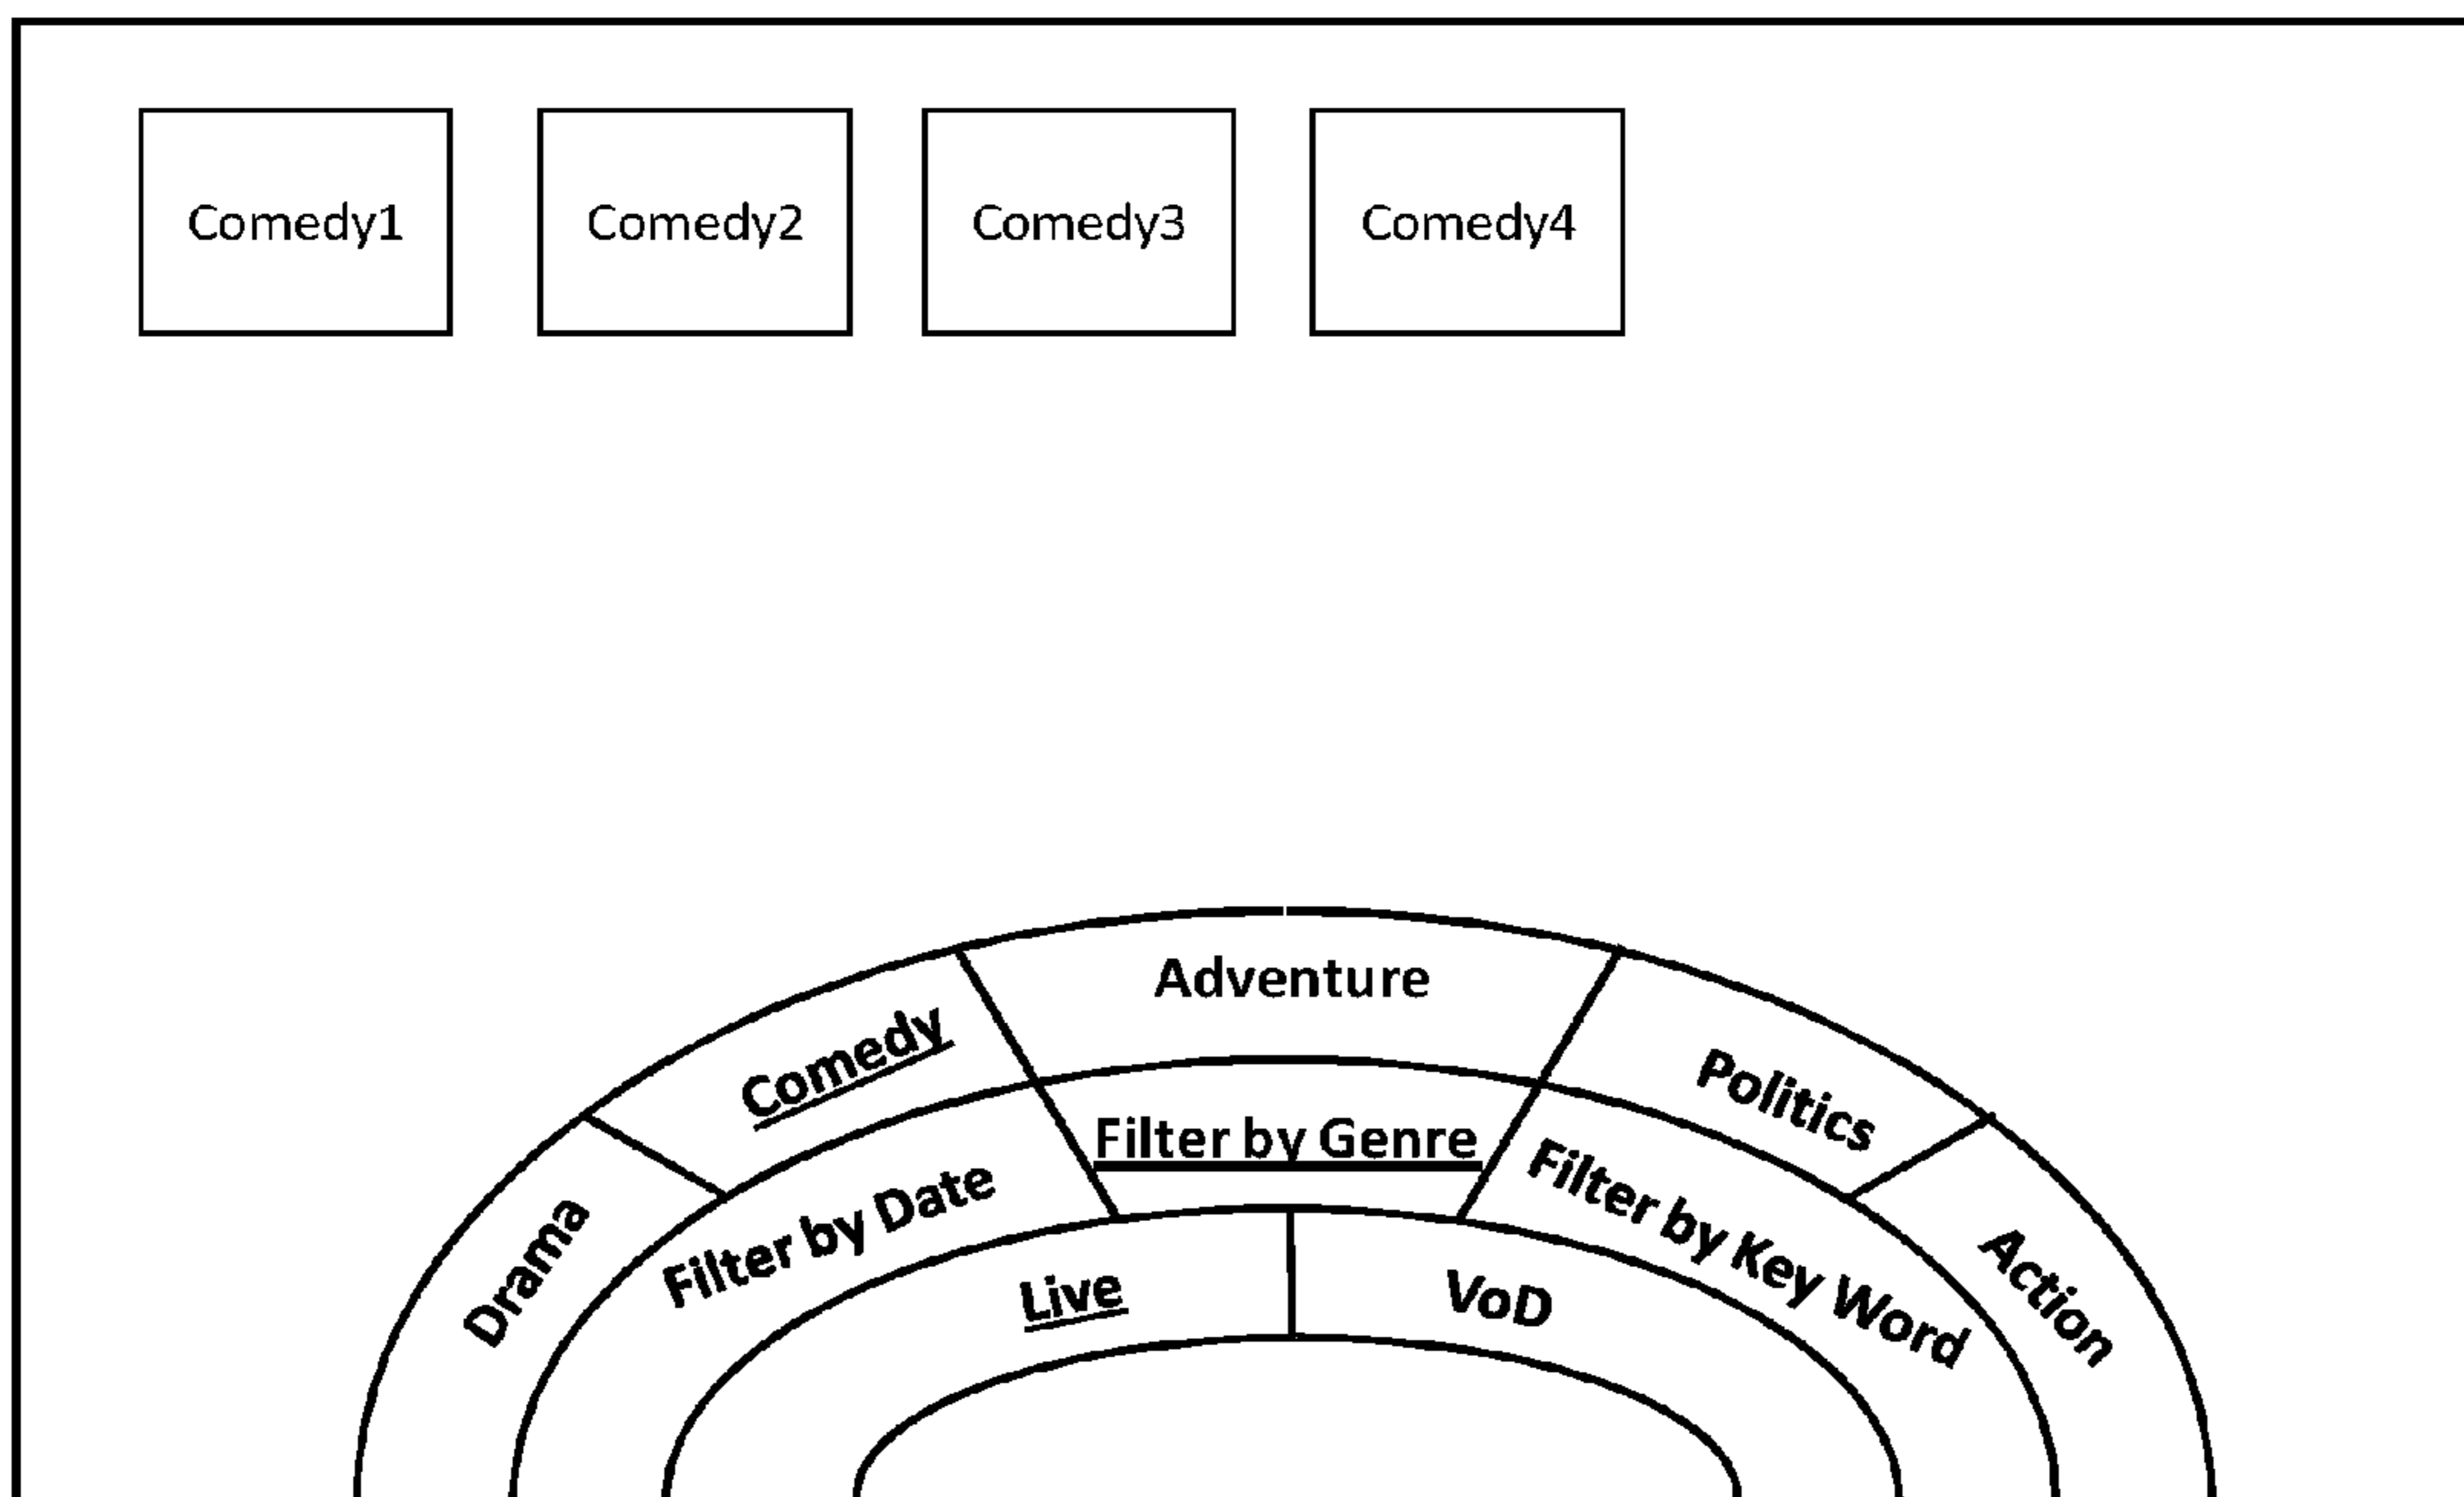 Comedy1
Comedy2
Comedy3
Comedy4
Drama
Comedy
Adventure
Politics
Action
Filter by Date
Filter by Genre
Filter by Key Word
Live
VoD